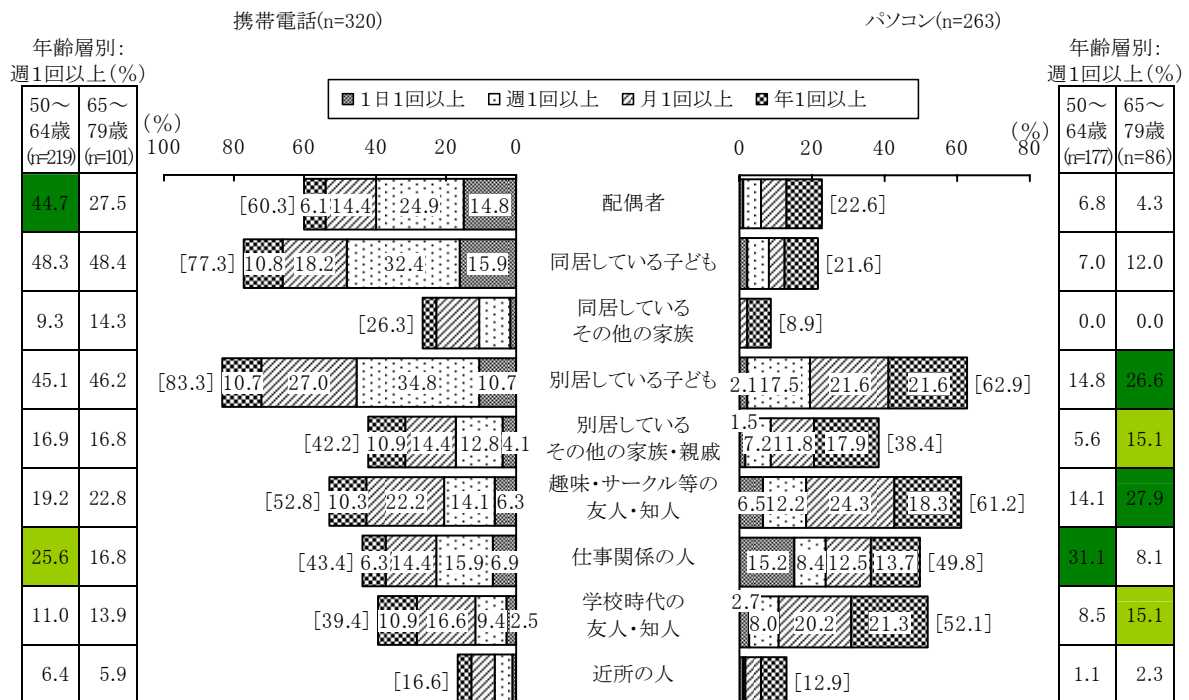 携帯電話(n=320) パソコン(n=263)
年齢層別: 年齢層別:
週1回以上(%) 週1回以上(%)
1日1回以上 週1回以上 月1回以上 年1回以上
50～ 65～ 50～ 65～
64歳 79歳 (%) (%) 64歳 79歳
(n=219) (n=101) 100 80 60 40 20 0 0 20 40 60 80 (n=177) (n=86)
44.7 27.5 [60.3] 6.1 14.4 24.9 14.8 配偶者 [22.6] 6.8 4.3
48.3 48.4 [77.3] 10.8 18.2 32.4 15.9 同居している子ども [21.6] 7.0 12.0
同居している
9.3 14.3 [26.3] その他の家族 [8.9] 0.0 0.0
45.1 46.2 [83.3] 10.7 27.0 34.8 10.7 別居している子ども 2.1 17.5 21.6 21.6 [62.9] 14.8 26.6
別居している 1.5
16.9 16.8 [42.2] 10.9 14.4 12.8 4.1 その他の家族・親戚 7.2 11.8 17.9 [38.4] 5.6 15.1
趣味・サークル等の
19.2 22.8 [52.8] 10.3 22.2 14.1 6.3 友人・知人 6.5 12.2 24.3 18.3 [61.2] 14.1 27.9
25.6 16.8 [43.4] 6.3 14.4 15.9 6.9 仕事関係の人 15.2 8.4 12.5 13.7 [49.8] 31.1 8.1
学校時代の 2.7
11.0 13.9 [39.4] 10.9 16.6 9.4 2.5 友人・知人 8.0 20.2 21.3 [52.1] 8.5 15.1
6.4 5.9 [16.6] 近所の人 [12.9] 1.1 2.3